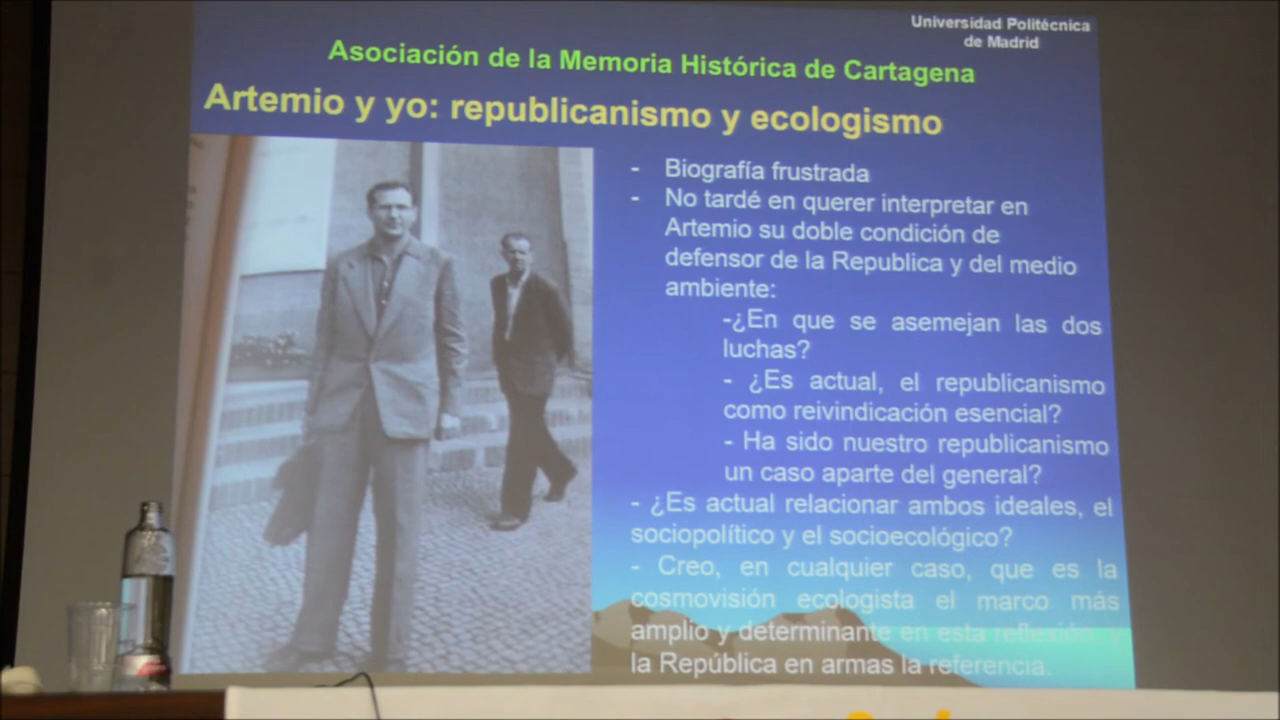 Universidad Politécnica
de Madrid
Asociación de la Memoria Histórica de Cartagena
Artemio y yo: republicanismo y ecologismo
- Biografía frustrada
- No tardé en querer interpretar en
Artemio su doble condición de
defensor de la Republica y del medio
ambiente:
-¿En que se asemejan las dos
luchas?
- ¿Es actual, el republicanismo
como reivindicación esencial?
- Ha sido nuestro republicanismo
un caso aparte del general?
- ¿Es actual relacionar ambos ideales, el
sociopolítico y el socioecológico?
- Creo, en cualquier caso, que es la
cosmovisión ecologista el marco más
amplio y determinante en esta reflexión, y
la República en armas la referencia.